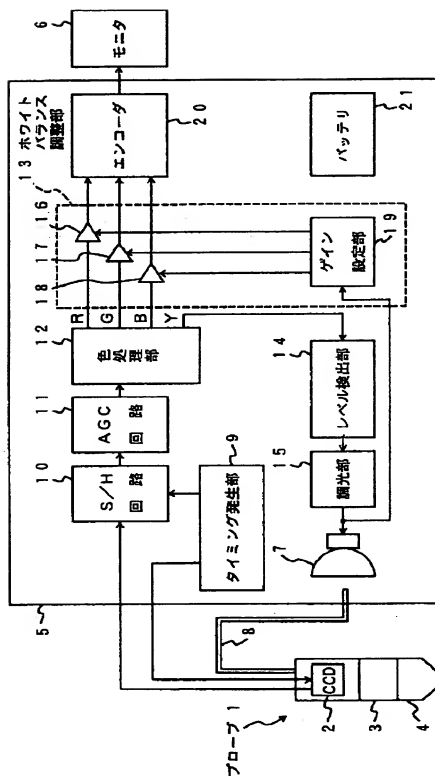 プローブ 1
CCD
2
3
4
5
8
7
S/H
回路
10
AGC
回路
11
色処
理部
12
R
G
B
Y
タイミング発生部
9
調光部
15
レベル検出部
14
ゲイン
設定部
19
18
17
16
13 ホワイト
バランス
調整部
エンコーダ
20
バッテリ
21
モニタ
6